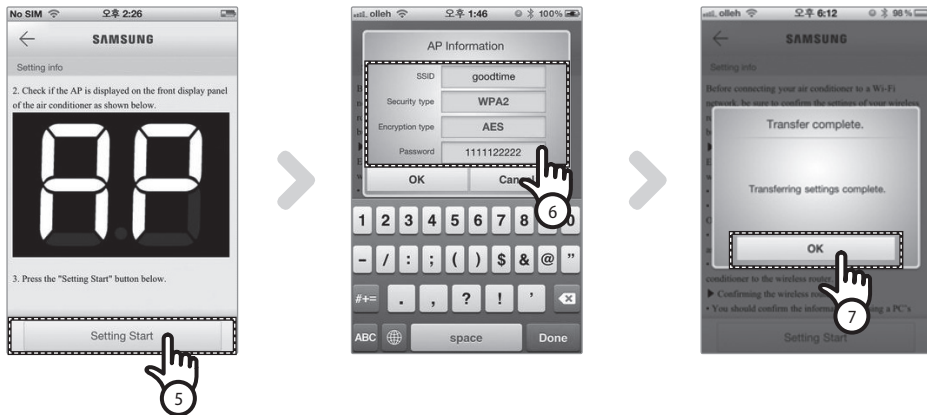 No SIM 오후 2:26
SAMSUNG
Setting info
2. Check if the AP is displayed on the front display panel
of the air conditioner as shown below.
AP
3. Press the "Setting Start" button below.
Setting Start
5
olleh 오후 1:46 100%
AP Information
SSID goodtime
Security type WPA2
Encryption type AES
Password 1111122222
OK Cancel
6
1 2 3 4 5 6 7 8 0
- / : ; ( ) $ & @ "
#+= . , ? ! '
ABC space Done
olleh 오후 6:12 98%
SAMSUNG
Setting info
Before connecting your air conditioner to a Wi-Fi
network, be sure to confirm the settings of your wireless
Transfer complete.
Transferring settings complete.
OK
conditioner to the wireless router
▶ Confirming the wireless
• You should confirm the using a PC's
Setting Start
7